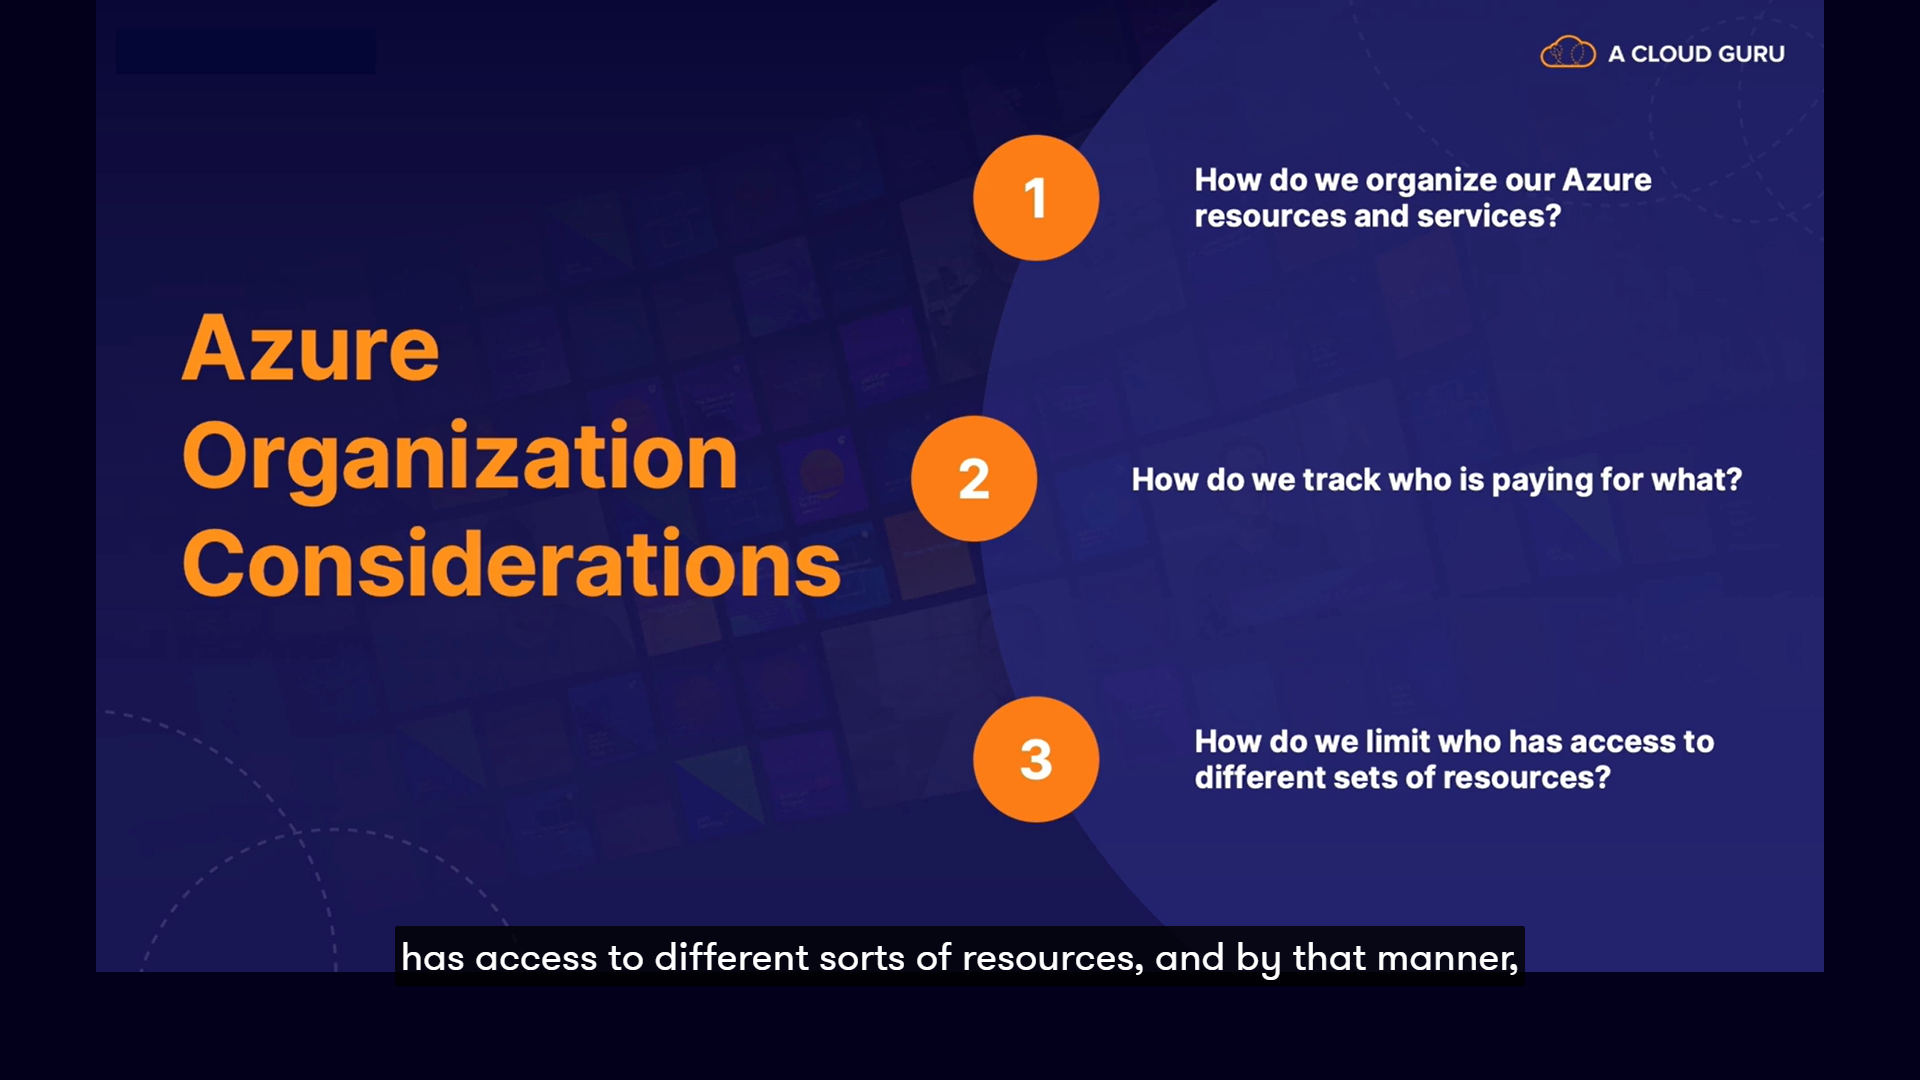 A CLOUD GURU
Azure
Organization
Considerations
1
How do we organize our Azure
resources and services?
2
How do we track who is paying for what?
3
How do we limit who has access to
different sets of resources?
has access to different sorts of resources, and by that manner,